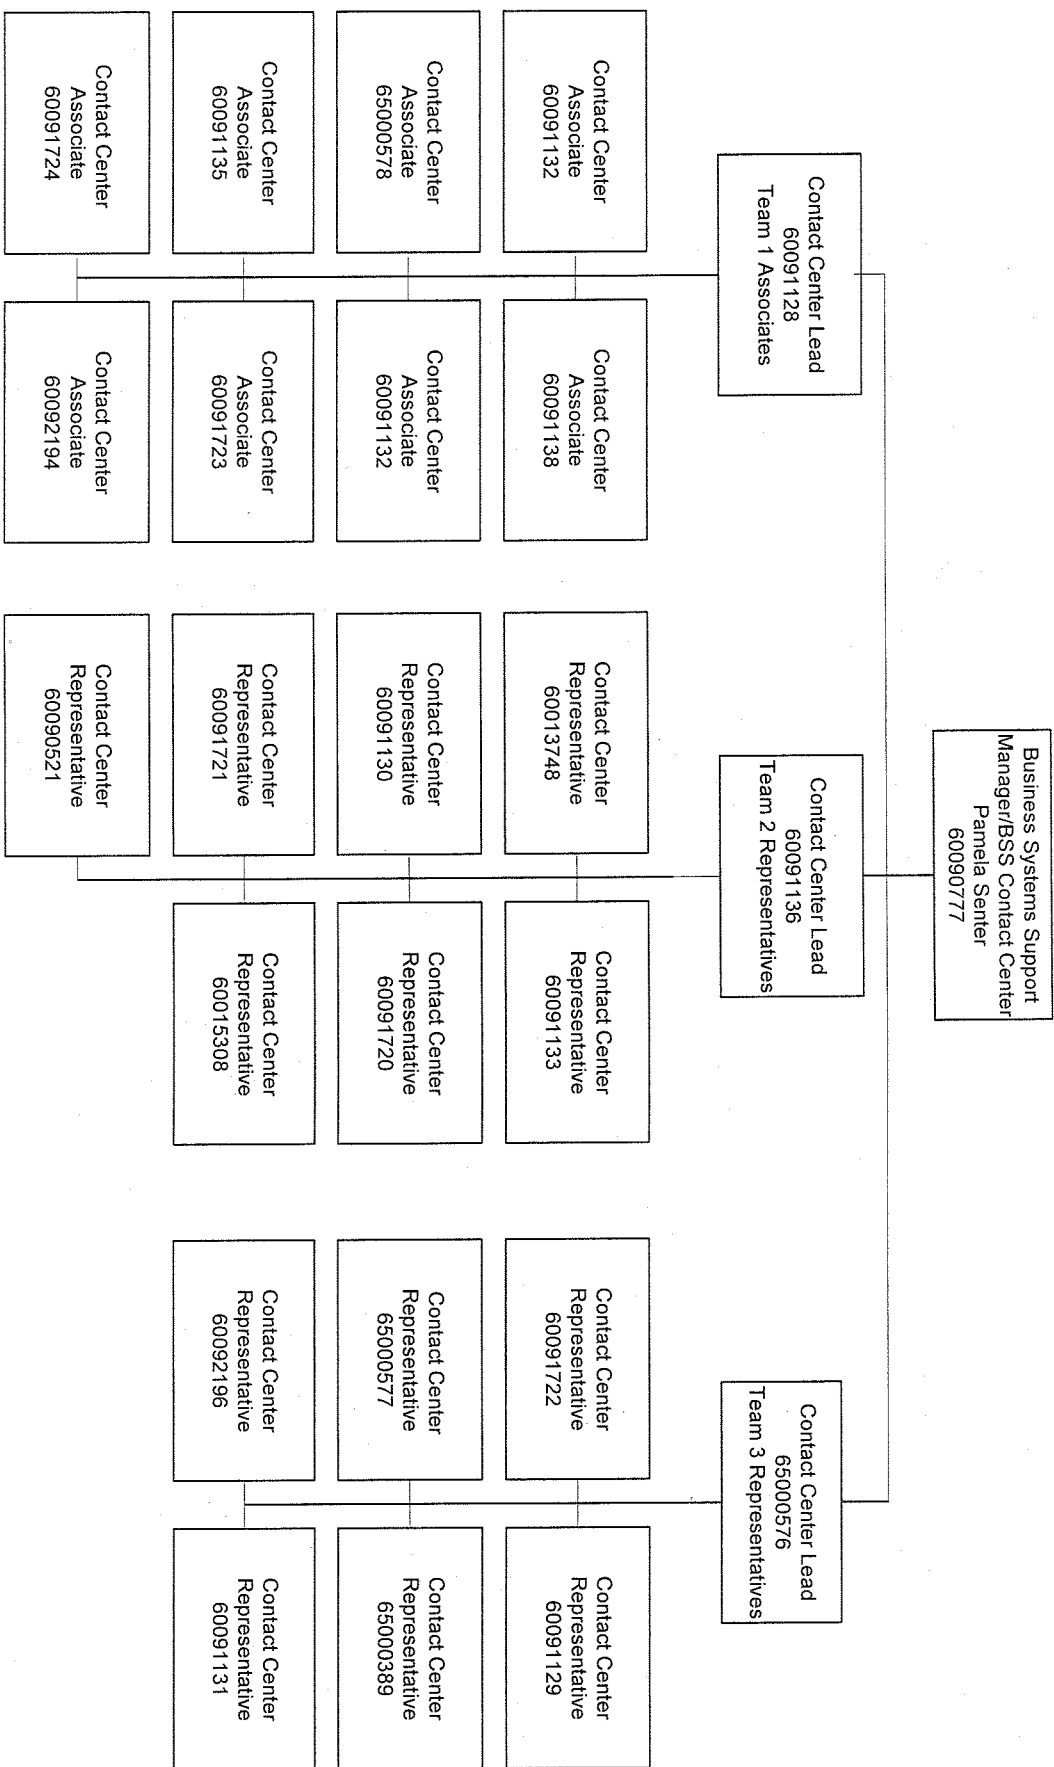 Business Systems Support
Manager/BSS Contact Center
Pamela Senter
60090777
Contact Center Lead
60091128
Team 1 Associates
Contact Center Lead
60091136
Team 2 Representatives
Contact Center Lead
65000576
Team 3 Representatives
Contact Center
Associate
60091132
Contact Center
Associate
60091138
Contact Center
Representative
60013748
Contact Center
Representative
60091133
Contact Center
Representative
60091722
Contact Center
Representative
60091129
Contact Center
Associate
65000578
Contact Center
Associate
60091132
Contact Center
Representative
60091130
Contact Center
Representative
60091720
Contact Center
Representative
65000577
Contact Center
Representative
65000389
Contact Center
Associate
60091135
Contact Center
Associate
60091723
Contact Center
Representative
60091721
Contact Center
Representative
60015308
Contact Center
Representative
60092196
Contact Center
Representative
60091131
Contact Center
Associate
60091724
Contact Center
Associate
60092194
Contact Center
Representative
60090521